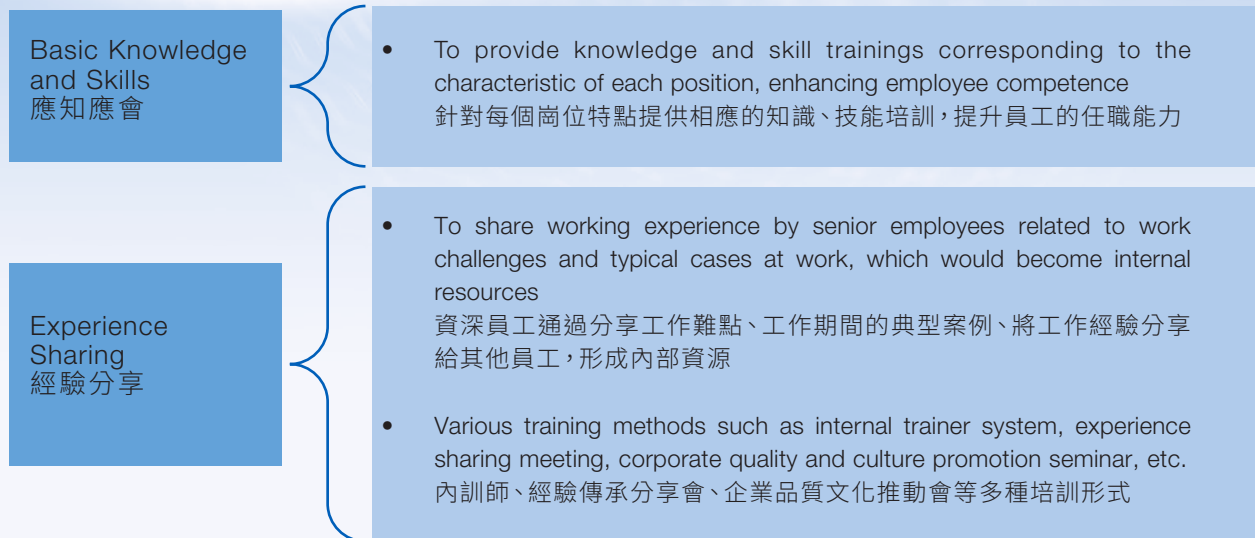 Basic Knowledge
and Skills
應知應會
• To provide knowledge and skill trainings corresponding to the
characteristic of each position, enhancing employee competence
針對每個崗位特點提供相應的知識、技能培訓，提升員工的任職能力
Experience
Sharing
經驗分享
• To share working experience by senior employees related to work
challenges and typical cases at work, which would become internal
resources
資深員工通過分享工作難點、工作期間的典型案例、將工作經驗分享
給其他員工，形成內部資源
• Various training methods such as internal trainer system, experience
sharing meeting, corporate quality and culture promotion seminar, etc.
內訓師、經驗傳承分享會、企業品質文化推動會等多種培訓形式